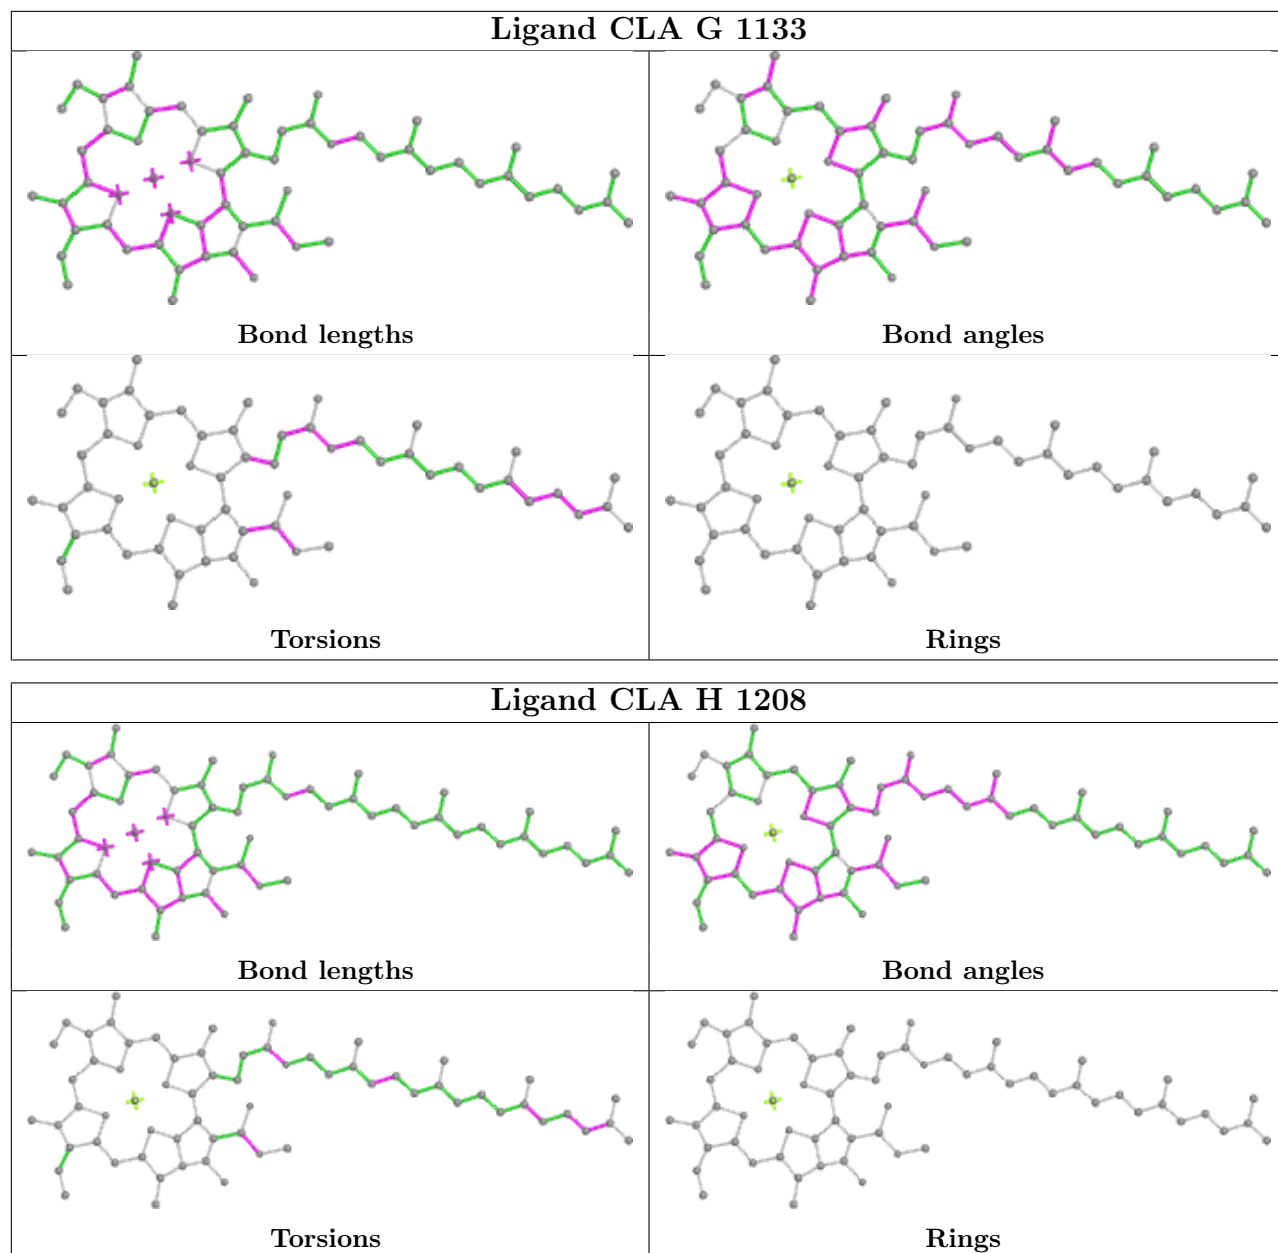 Ligand CLA G 1133
Bond lengths
Bond angles
Torsions
Rings
Ligand CLA H 1208
Bond lengths
Bond angles
Torsions
Rings